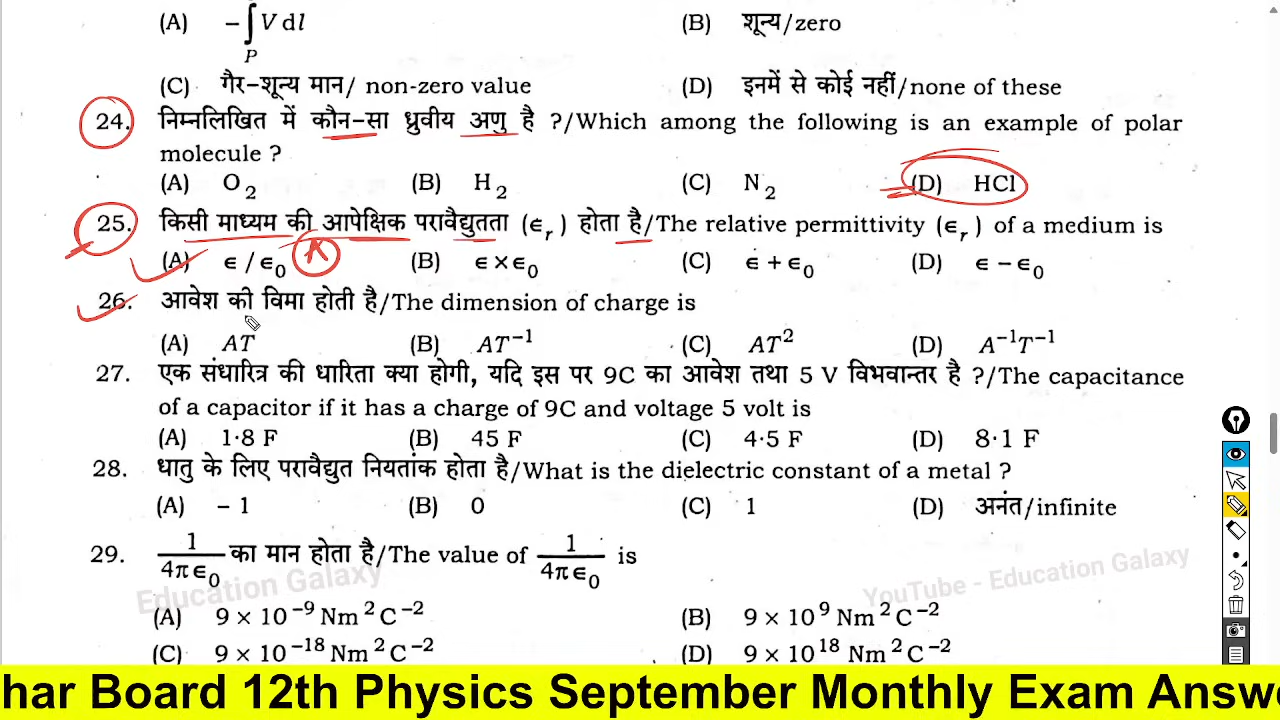 (A) −∫P V dl (B) शून्य/zero
(C) गैर-शून्य मान/ non-zero value (D) इनमें से कोई नहीं/none of these
24. निम्नलिखित में कौन-सा ध्रुवीय अणु है ?/Which among the following is an example of polar
molecule ?
(A) O₂ (B) H₂ (C) N₂ (D) HCl
25. किसी माध्यम की आपेक्षिक परावैद्युतता (ϵᵣ) होता है/The relative permittivity (ϵᵣ) of a medium is
(A) ϵ/ϵ₀ A (B) ϵ×ϵ₀ (C) ϵ+ϵ₀ (D) ϵ−ϵ₀
26. आवेश की विमा होती है/The dimension of charge is
(A) AT (B) AT⁻¹ (C) AT² (D) A⁻¹T⁻¹
27. एक संधारित्र की धारिता क्या होगी, यदि इस पर 9C का आवेश तथा 5 V विभवान्तर है ?/The capacitance
of a capacitor if it has a charge of 9C and voltage 5 volt is
(A) 1·8 F (B) 45 F (C) 4·5 F (D) 8·1 F
28. धातु के लिए परावैद्युत नियतांक होता है/What is the dielectric constant of a metal ?
(A) – 1 (B) 0 (C) 1 (D) अनंत/infinite
29. 1/4πϵ₀ का मान होता है/The value of 1/4πϵ₀ is
Education Galaxy YouTube - Education Galaxy
(A) 9 × 10⁻⁹ Nm²C⁻² (B) 9 × 10⁹ Nm²C⁻²
(C) 9 × 10⁻¹⁸ Nm²C⁻² (D) 9 × 10¹⁸ Nm²C⁻²
har Board 12th Physics September Monthly Exam Answe